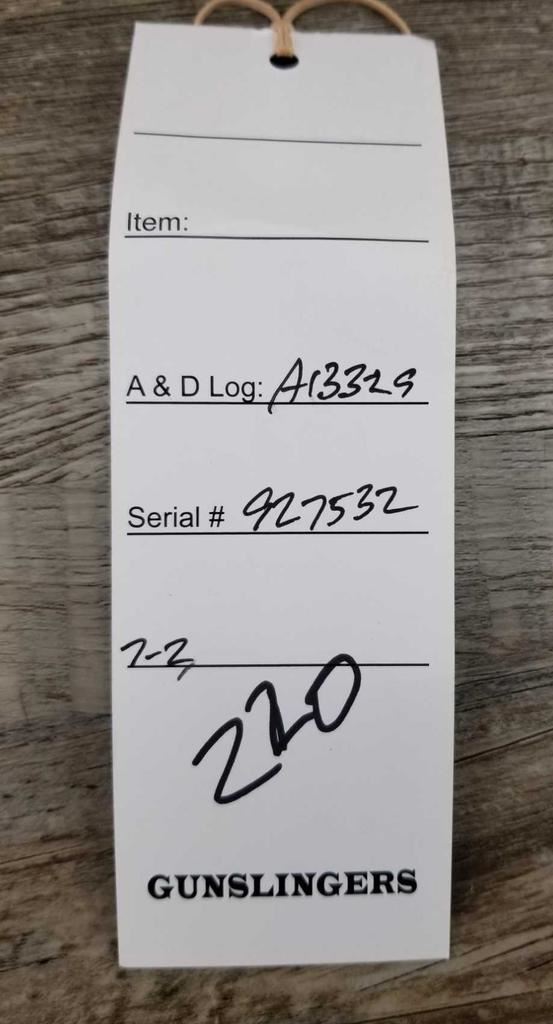 Item:
A & D Log: A13329
Serial # 927532
7-2
220
GUNSLINGERS